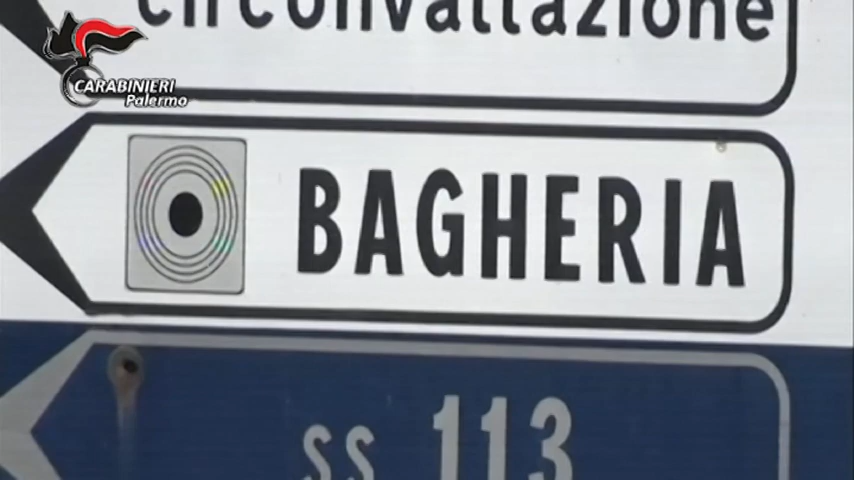 circonvallazione
CARABINIERI
Palermo
BAGHERIA
SS 113